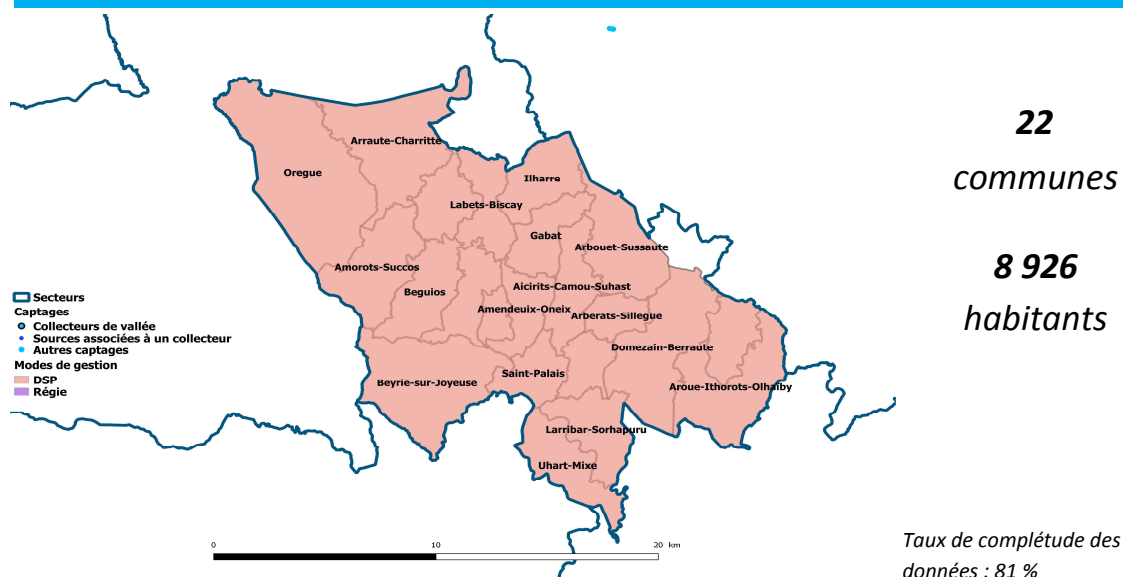 Arraute-Charritte
Oregue
Ilharre
Labets-Biscay
Gabat
Arbouet-Sussaute
Amorots-Succos
Beguios
Aicirits-Camou-Suhast
Amendeuix-Oneix
Arberats-Sillegue
Domezain-Berraute
Saint-Palais
Beyrie-sur-Joyeuse
Aroue-Ithorots-Olhaiby
Larribar-Sorhapuru
Uhart-Mixe
Secteurs
Captages
Collecteurs de vallée
Sources associées à un collecteur
Autres captages
Modes de gestion
DSP
Régie
0 10 20 km
22
communes
8 926
habitants
Taux de complétude des
données : 81 %